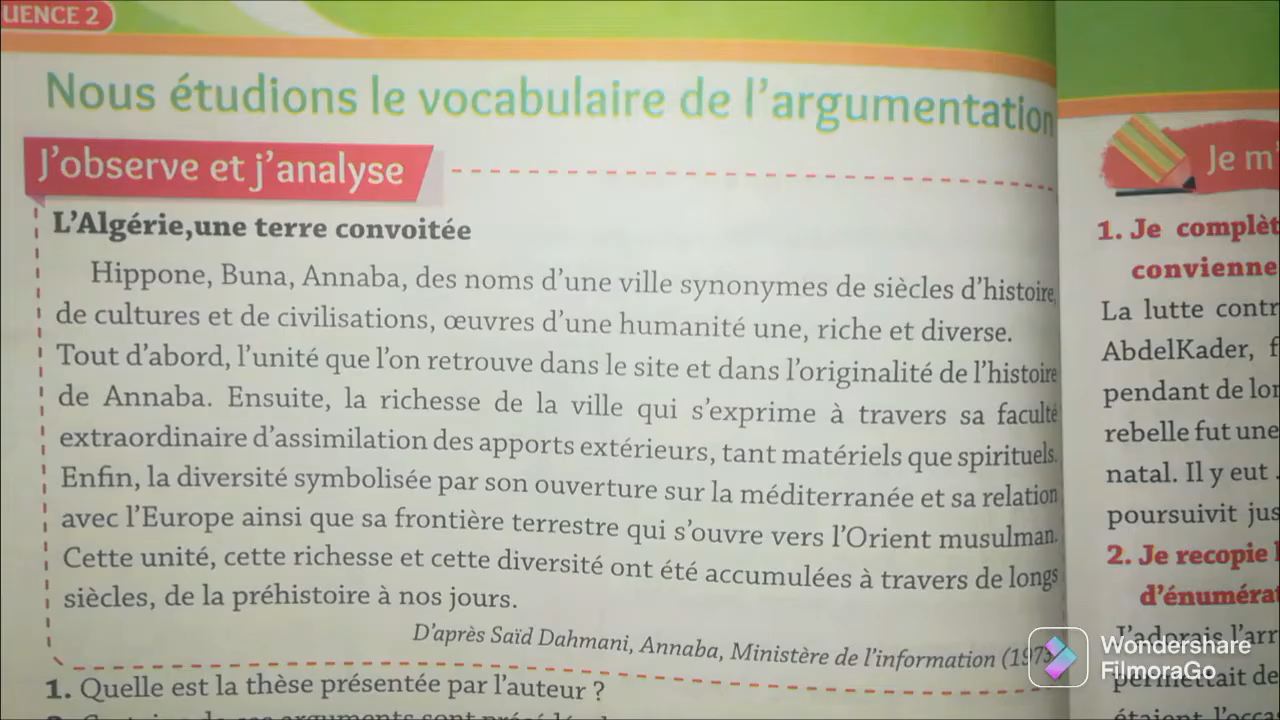 UENCE 2
Nous étudions le vocabulaire de l'argumentation
J'observe et j'analyse
L'Algérie,une terre convoitée
Hippone, Buna, Annaba, des noms d'une ville synonymes de siècles d'histoire,
de cultures et de civilisations, œuvres d'une humanité une, riche et diverse.
Tout d'abord, l'unité que l'on retrouve dans le site et dans l'originalité de l'histoire
de Annaba. Ensuite, la richesse de la ville qui s'exprime à travers sa faculté
extraordinaire d'assimilation des apports extérieurs, tant matériels que spirituels.
Enfin, la diversité symbolisée par son ouverture sur la méditerranée et sa relation
avec l'Europe ainsi que sa frontière terrestre qui s'ouvre vers l'Orient musulman.
Cette unité, cette richesse et cette diversité ont été accumulées à travers de longs
siècles, de la préhistoire à nos jours.
D'après Saïd Dahmani, Annaba, Ministère de l'information
1. Quelle est la thèse présentée par l'auteur ?
Je m'
1. Je complèt
convienne
La lutte contr
AbdelKader, f
pendant de lon
rebelle fut une
natal. Il y eut .
poursuivit jus
2. Je recopie l
d'énumérat
J'adorais l'arr
permettait de
étaient l'occa
Wondershare
FilmoraGo